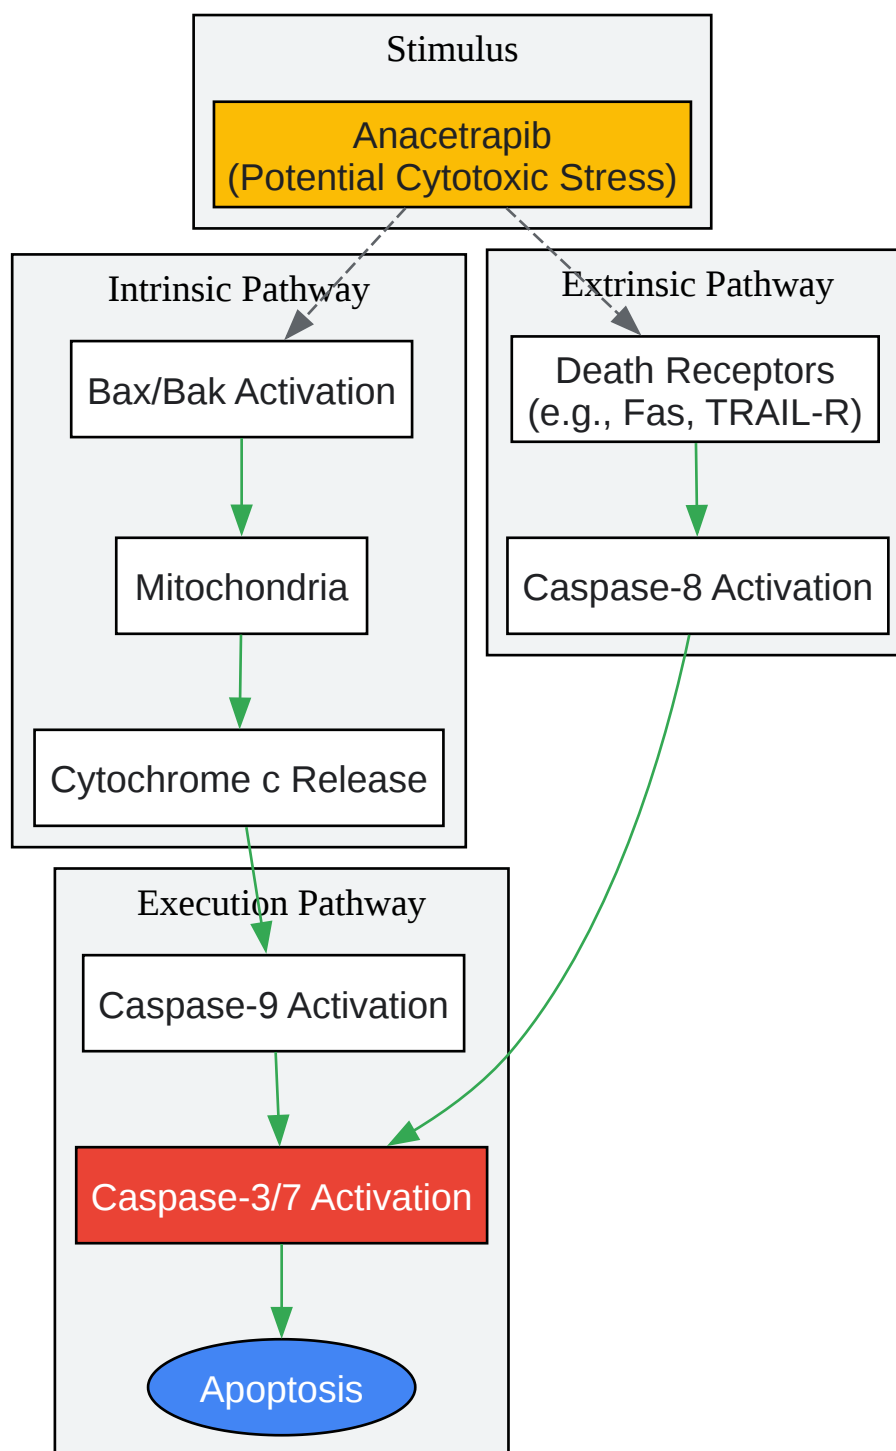 Stimulus
Anacetrapib
(Potential Cytotoxic Stress)
Intrinsic Pathway
Bax/Bak Activation
Mitochondria
Cytochrome c Release
Extrinsic Pathway
Death Receptors
(e.g., Fas, TRAIL-R)
Caspase-8 Activation
Execution Pathway
Caspase-9 Activation
Caspase-3/7 Activation
Apoptosis